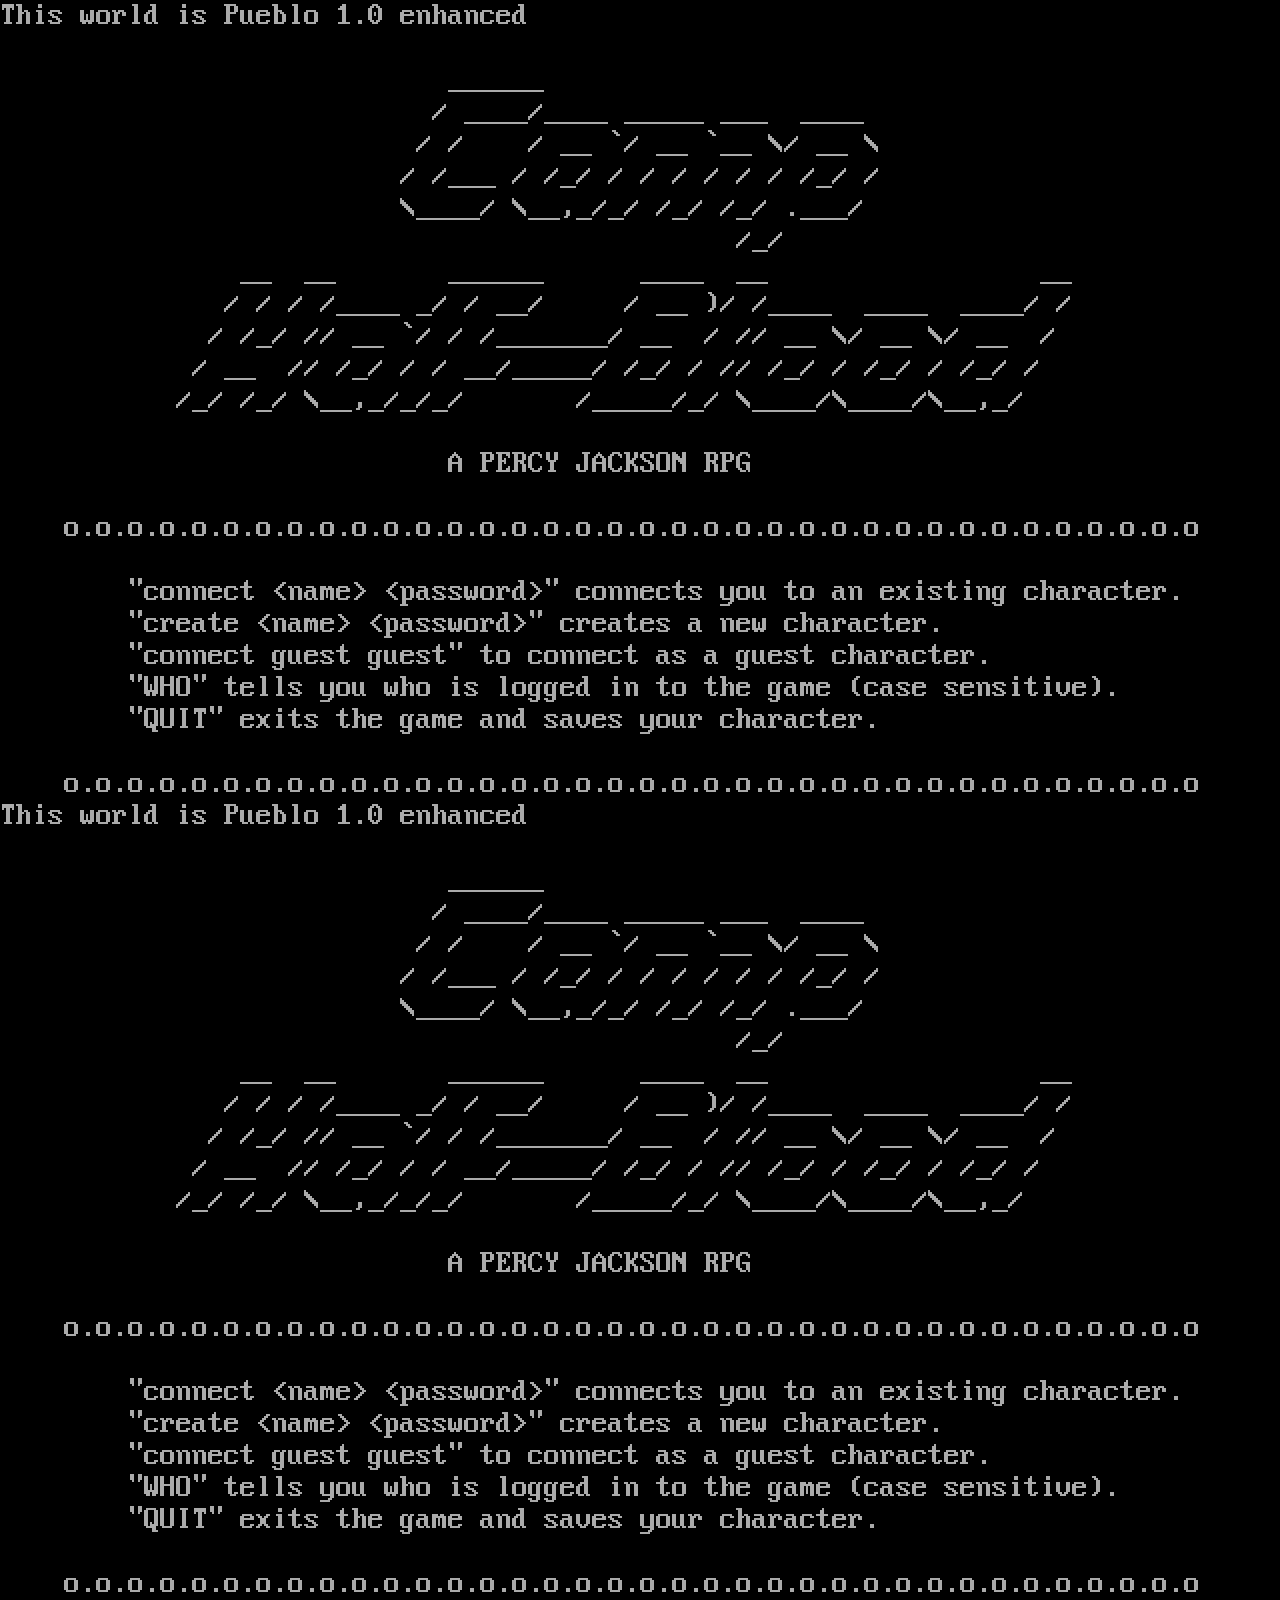 This world is Pueblo 1.0 enhanced
Camp
Half-Blood
A PERCY JACKSON RPG
o.o.o.o.o.o.o.o.o.o.o.o.o.o.o.o.o.o.o.o.o.o.o.o.o.o.o.o.o.o.o.o.o.o.o.o
"connect <name> <password>" connects you to an existing character.
"create <name> <password>" creates a new character.
"connect guest guest" to connect as a guest character.
"WHO" tells you who is logged in to the game (case sensitive).
"QUIT" exits the game and saves your character.
o.o.o.o.o.o.o.o.o.o.o.o.o.o.o.o.o.o.o.o.o.o.o.o.o.o.o.o.o.o.o.o.o.o.o.o
This world is Pueblo 1.0 enhanced
Camp
Half-Blood
A PERCY JACKSON RPG
o.o.o.o.o.o.o.o.o.o.o.o.o.o.o.o.o.o.o.o.o.o.o.o.o.o.o.o.o.o.o.o.o.o.o.o
"connect <name> <password>" connects you to an existing character.
"create <name> <password>" creates a new character.
"connect guest guest" to connect as a guest character.
"WHO" tells you who is logged in to the game (case sensitive).
"QUIT" exits the game and saves your character.
o.o.o.o.o.o.o.o.o.o.o.o.o.o.o.o.o.o.o.o.o.o.o.o.o.o.o.o.o.o.o.o.o.o.o.o